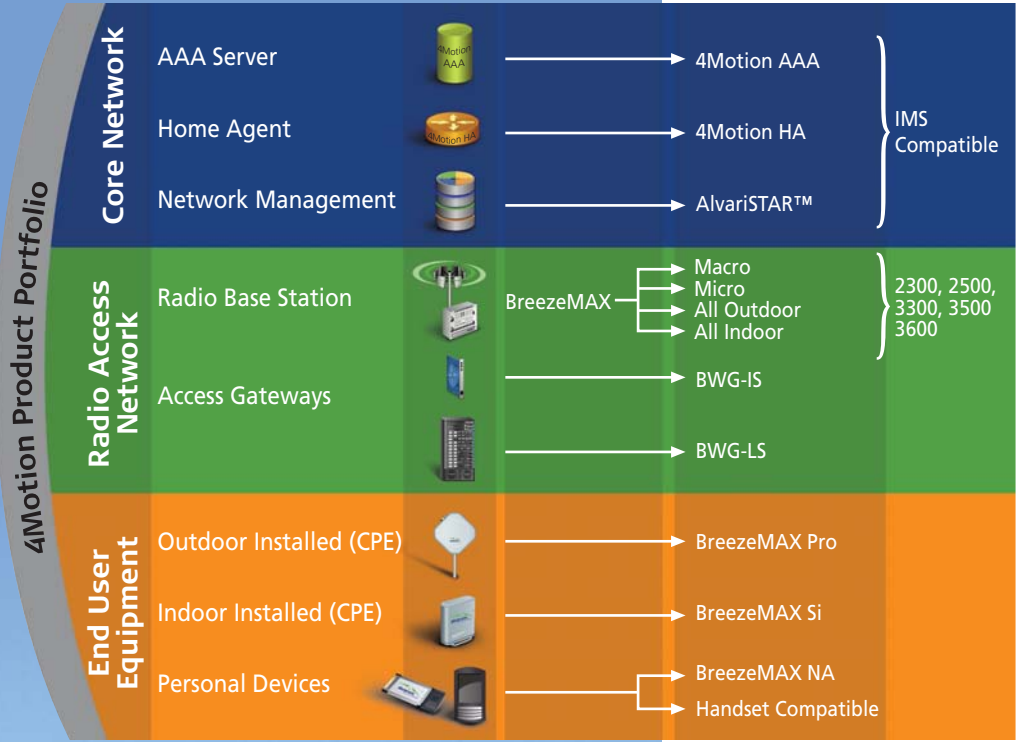 4Motion Product Portfolio
Core Network
AAA Server
4Motion
AAA
4Motion AAA
Home Agent
4Motion HA
4Motion HA
Network Management
AlvariSTAR™
IMS
Compatible
Radio Access
Network
Radio Base Station
BreezeMAX
Macro
Micro
All Outdoor
All Indoor
2300, 2500,
3300, 3500
3600
Access Gateways
BWG-IS
BWG-LS
End User
Equipment
Outdoor Installed (CPE)
BreezeMAX Pro
Indoor Installed (CPE)
BreezeMAX Si
Personal Devices
BreezeMAX NA
Handset Compatible